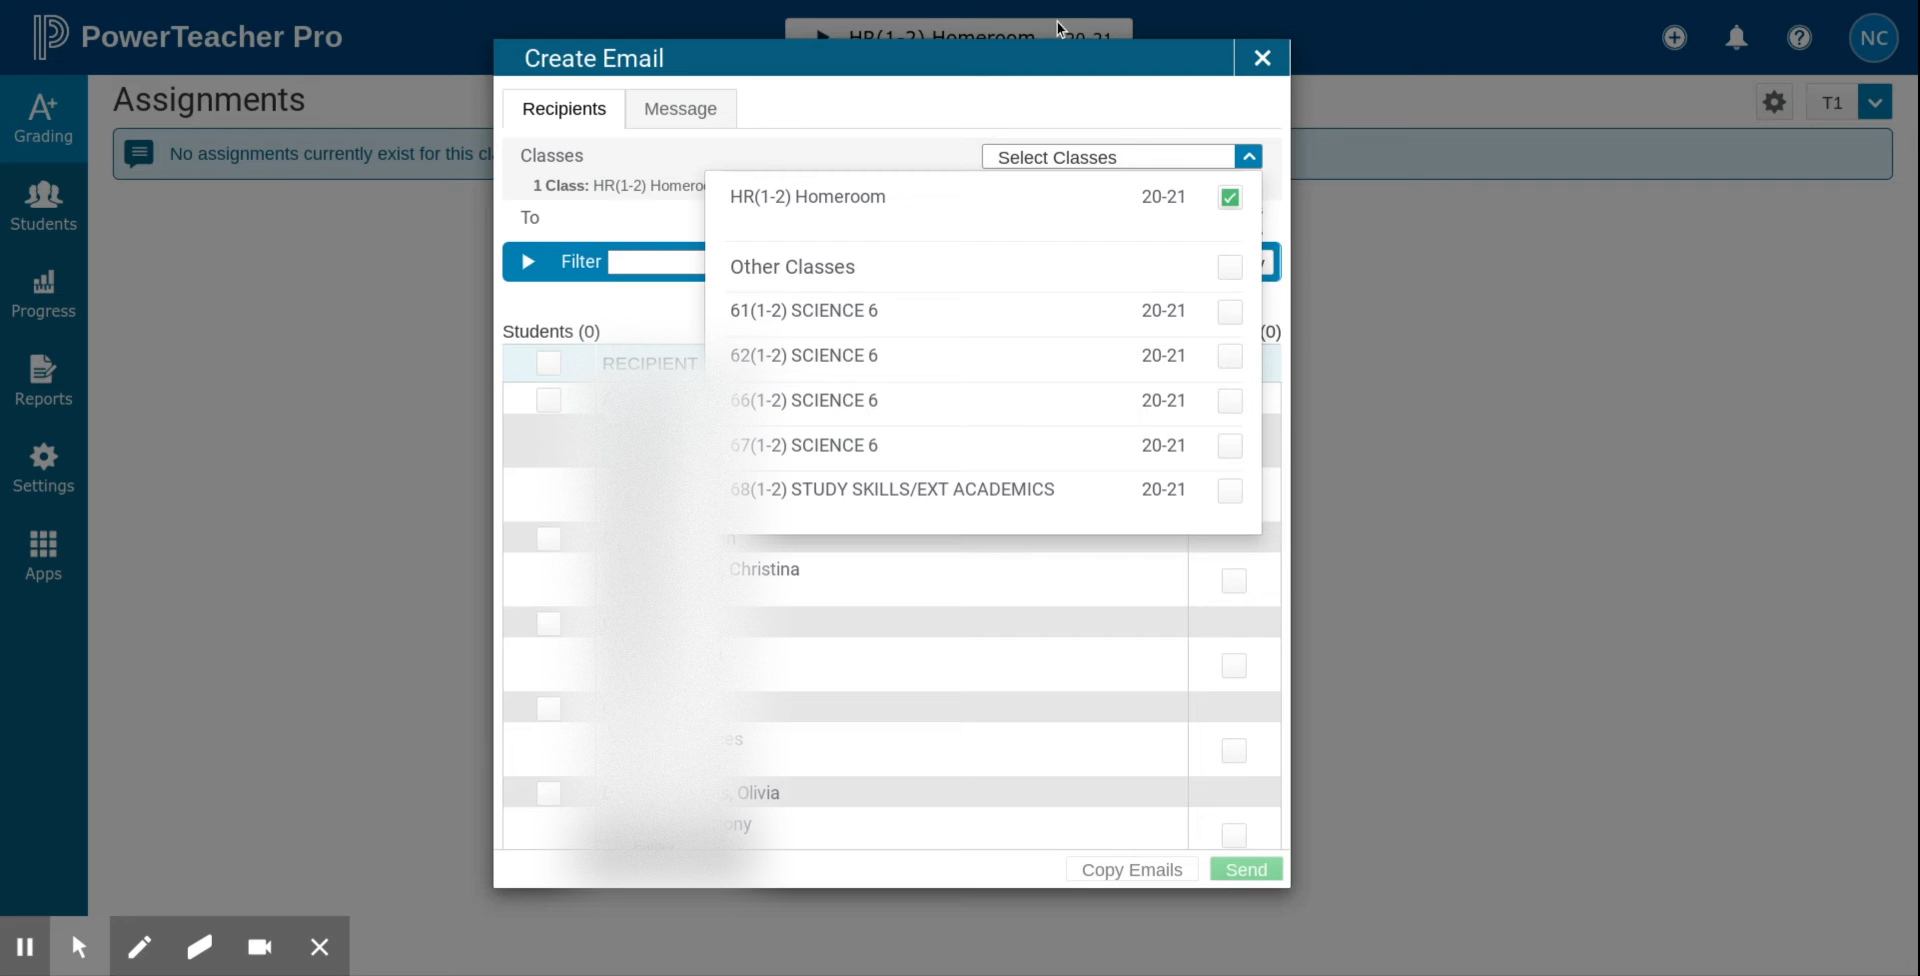 PowerTeacher Pro
HR(1-2) Homeroom 20-21
NC
Create Email
Assignments
T1
A+
Grading
Students
Progress
Reports
Settings
Apps
No assignments currently exist for this
Recipients
Message
Classes
Select Classes
1 Class: HR(1-2)
HR(1-2) Homeroom 20-21
To
Filter
Other Classes
61(1-2) SCIENCE 6 20-21
Students (0)
(0)
62(1-2) SCIENCE 6 20-21
RECIPIENT
66(1-2) SCIENCE 6 20-21
67(1-2) SCIENCE 6 20-21
68(1-2) STUDY SKILLS/EXT ACADEMICS 20-21
Christina
Olivia
Copy Emails
Send